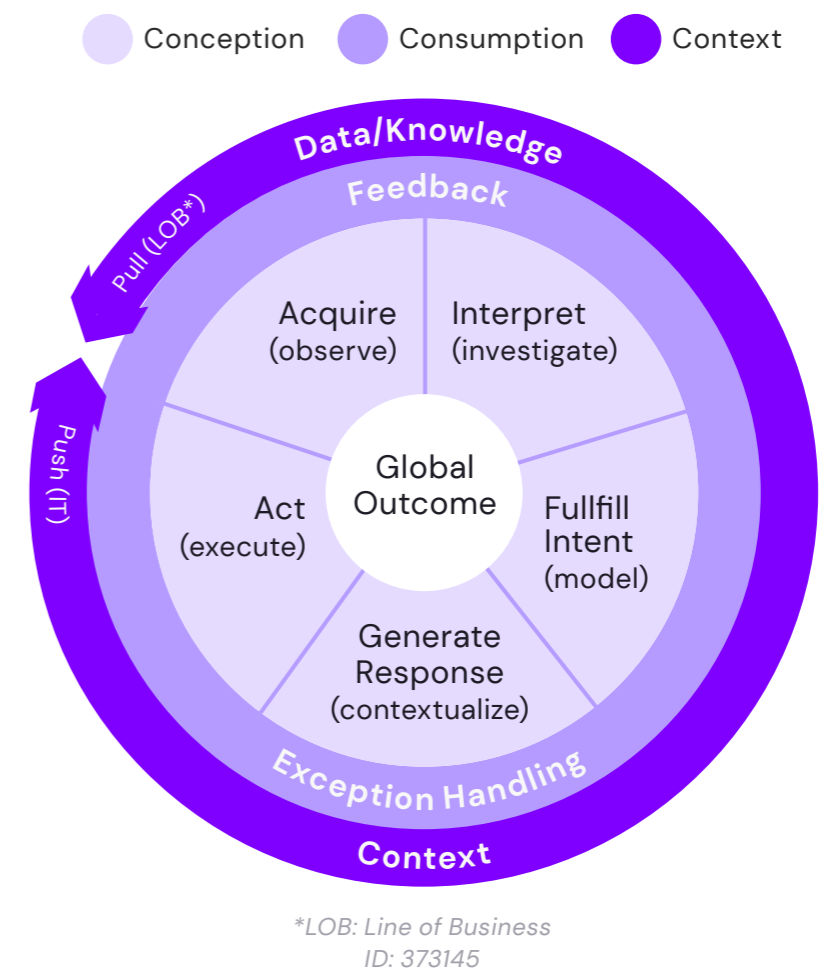 Conception
Consumption
Context
Data/Knowledge
Feedback
Pull (LOB*)
Push (IT)
Acquire
(observe)
Interpret
(investigate)
Global
Outcome
Act
(execute)
Fullfill
Intent
(model)
Generate
Response
(contextualize)
Exception Handling
Context
*LOB: Line of Business
ID: 373145